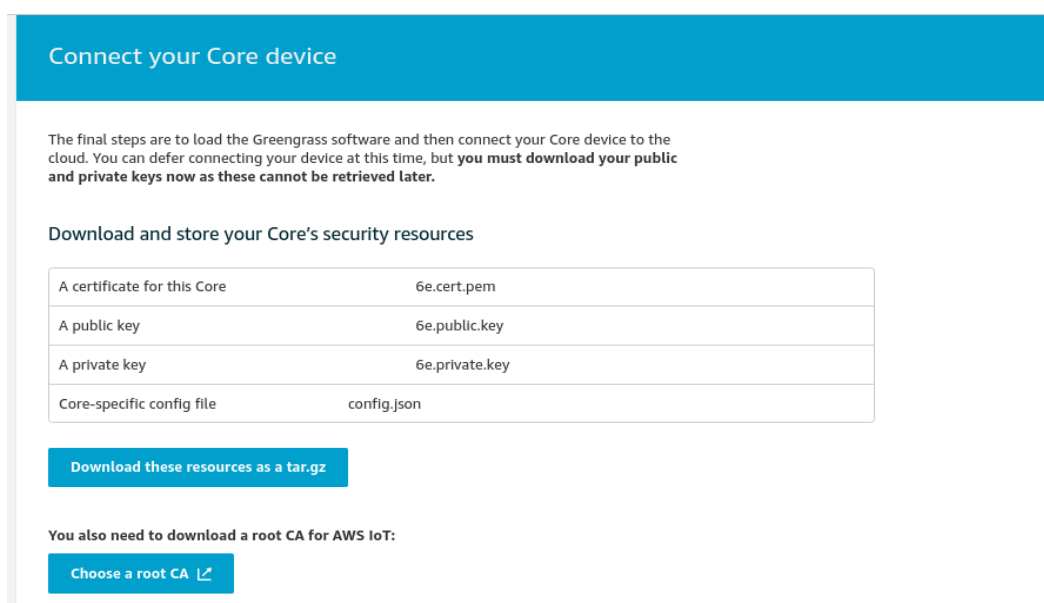 Connect your Core device
The final steps are to load the Greengrass software and then connect your Core device to the
cloud. You can defer connecting your device at this time, but you must download your public
and private keys now as these cannot be retrieved later.
Download and store your Core's security resources
A certificate for this Core 6e.cert.pem
A public key 6e.public.key
A private key 6e.private.key
Core-specific config file config.json
Download these resources as a tar.gz
You also need to download a root CA for AWS IoT:
Choose a root CA